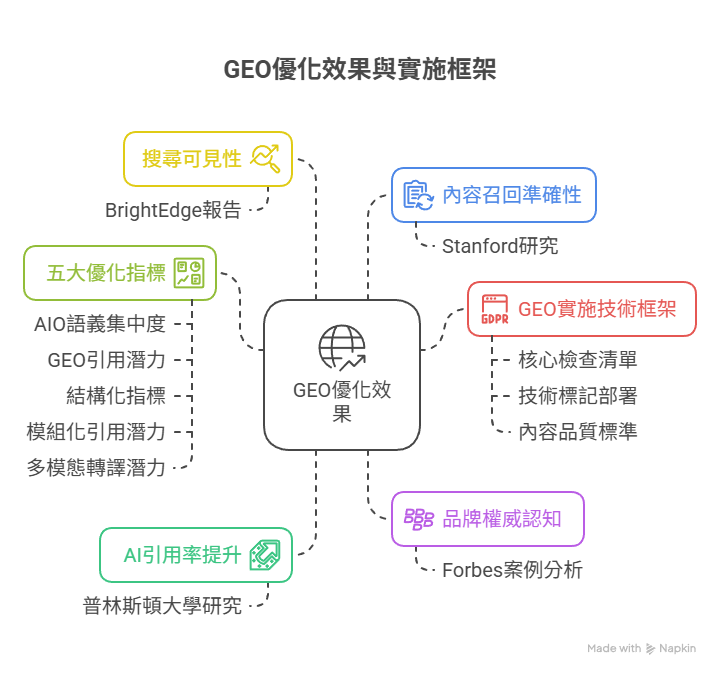 GEO優化效果與實施框架
搜尋可見性
BrightEdge報告
五大優化指標
AIO語義集中度
GEO引用潛力
結構化指標
模組化引用潛力
多模態轉譯潛力
AI引用率提升
普林斯頓大學研究
GEO優化效
果
內容召回準確性
Stanford研究
GDPR
GEO實施技術框架
核心檢查清單
技術標記部署
內容品質標準
品牌權威認知
Forbes案例分析
Made with Napkin